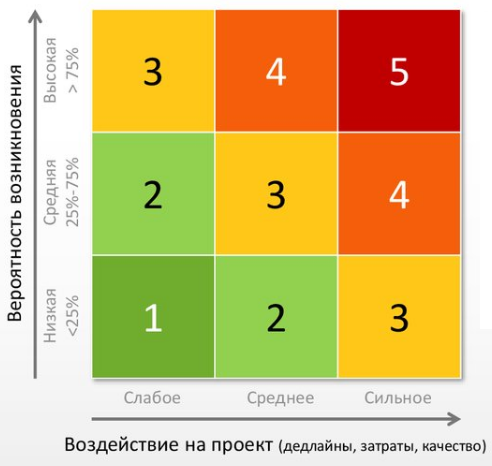 Вероятность возникновения
Высокая
> 75%
3
4
5
Средняя
25%-75%
2
3
4
Низкая
<25%
1
2
3
Слабое
Среднее
Сильное
Воздействие на проект (дедлайны, затраты, качество)